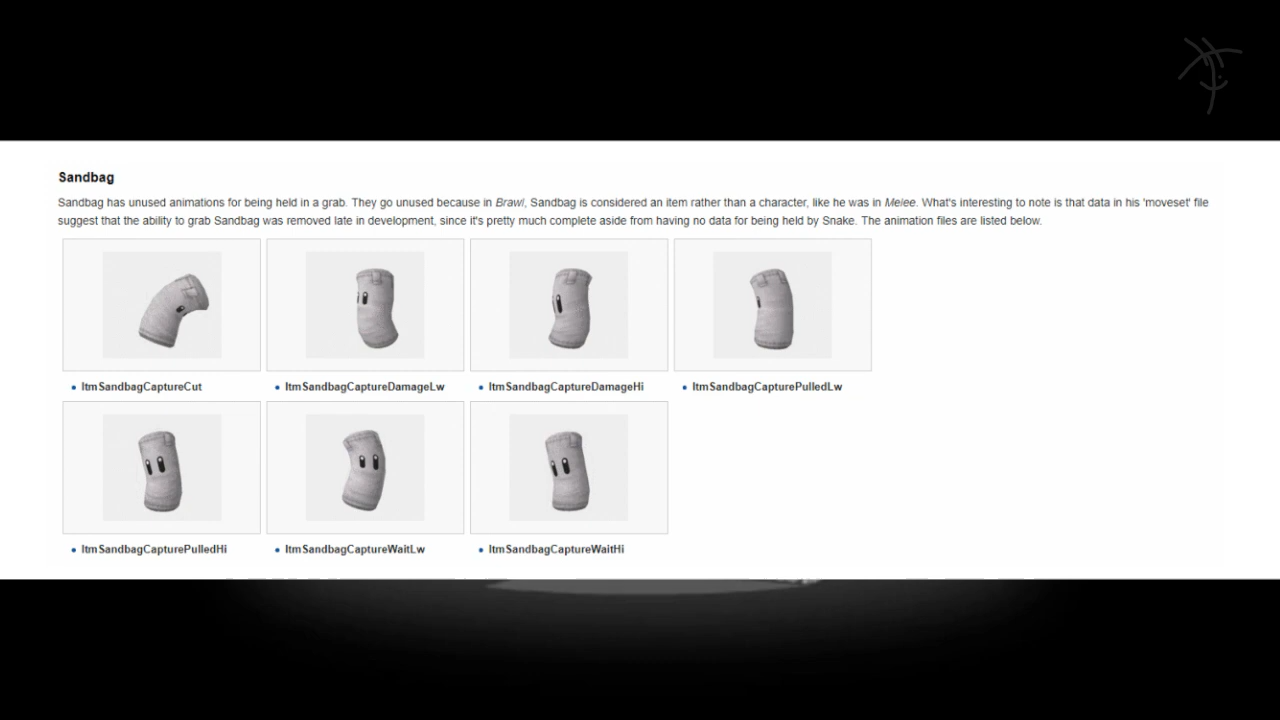 Sandbag
Sandbag has unused animations for being held in a grab. They go unused because in Brawl, Sandbag is considered an item rather than a character, like he was in Melee. What's interesting to note is that data in his 'moveset' file
suggest that the ability to grab Sandbag was removed late in development, since it's pretty much complete aside from having no data for being held by Snake. The animation files are listed below.
ItmSandbagCaptureCut
ItmSandbagCaptureDamageLw
ItmSandbagCaptureDamageHi
ItmSandbagCapturePulledLw
ItmSandbagCapturePulledHi
ItmSandbagCaptureWaitLw
ItmSandbagCaptureWaitHi